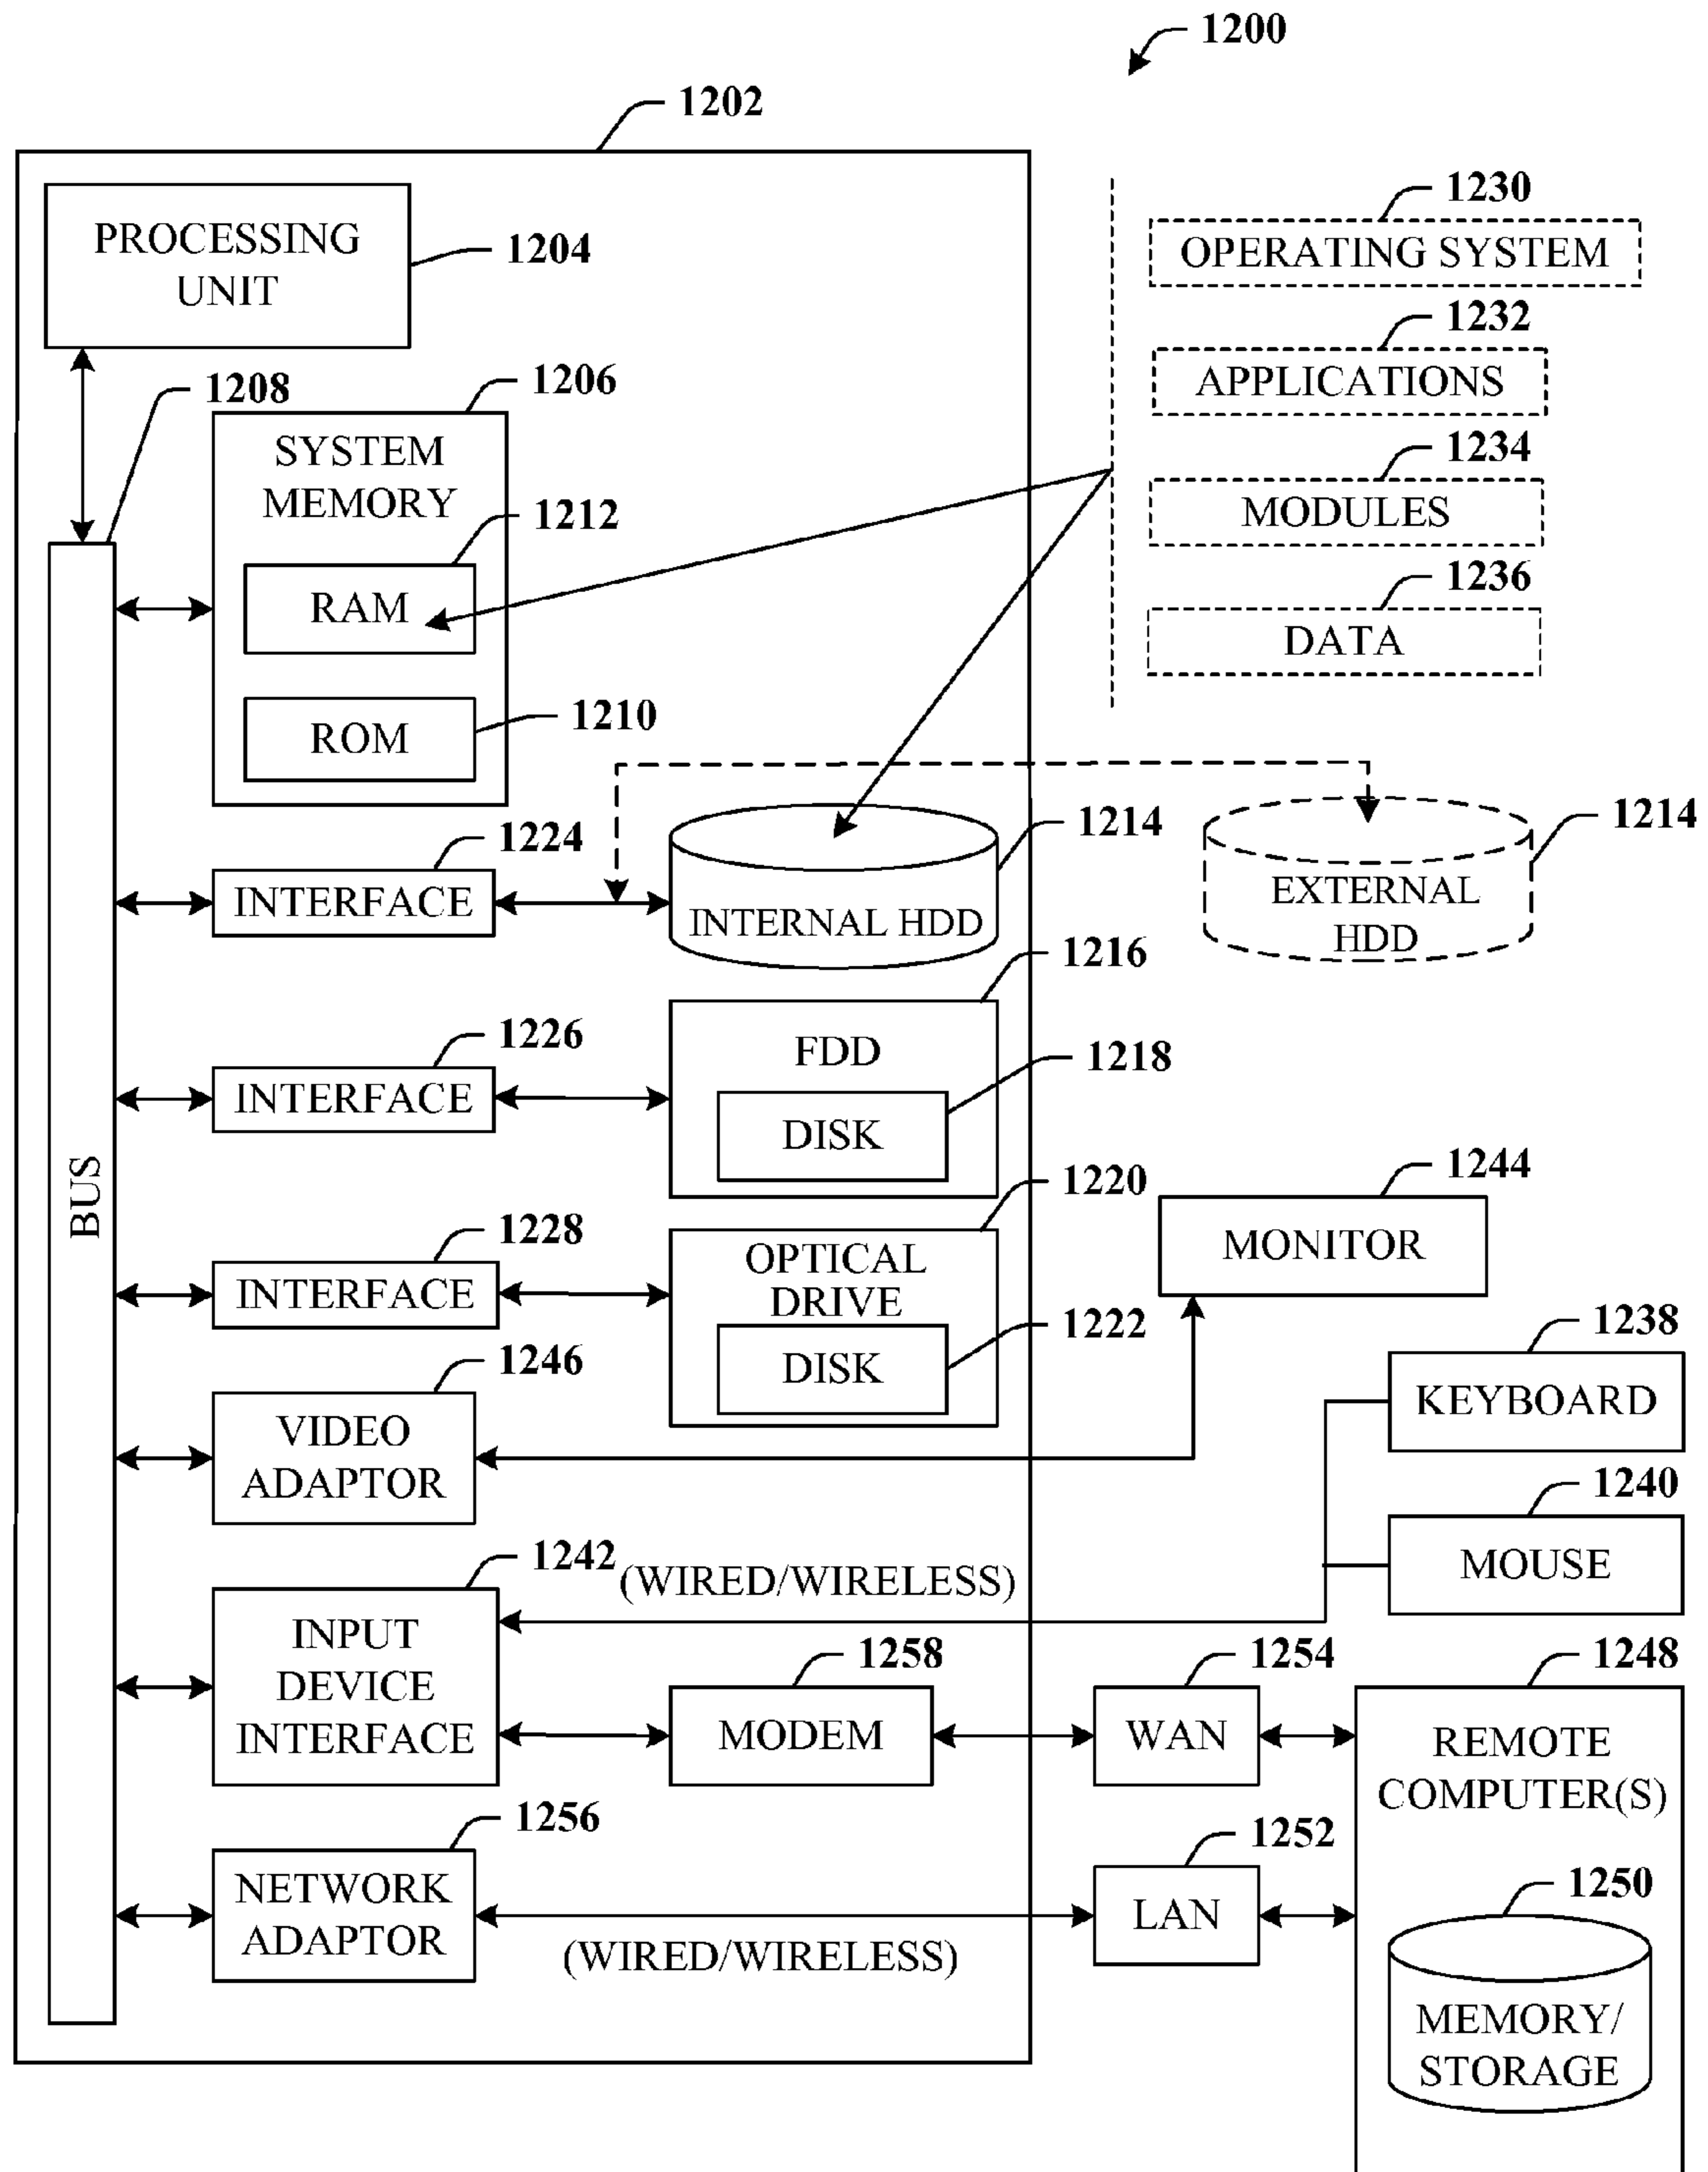 1200
1202
PROCESSING
UNIT
1204
1230
OPERATING SYSTEM
1232
APPLICATIONS
1234
MODULES
1236
DATA
1208
1206
SYSTEM
MEMORY
1212
RAM
1210
ROM
1224
INTERFACE
INTERNAL HDD
1214
EXTERNAL
HDD
1214
1216
FDD
1226
INTERFACE
1218
DISK
BUS
1220
OPTICAL
DRIVE
1228
INTERFACE
1222
DISK
1244
MONITOR
1246
VIDEO
ADAPTOR
1238
KEYBOARD
1240
MOUSE
1242
(WIRED/WIRELESS)
INPUT
DEVICE
INTERFACE
1258
MODEM
1254
WAN
1248
REMOTE
COMPUTER(S)
1256
NETWORK
ADAPTOR
(WIRED/WIRELESS)
1252
LAN
1250
MEMORY/
STORAGE